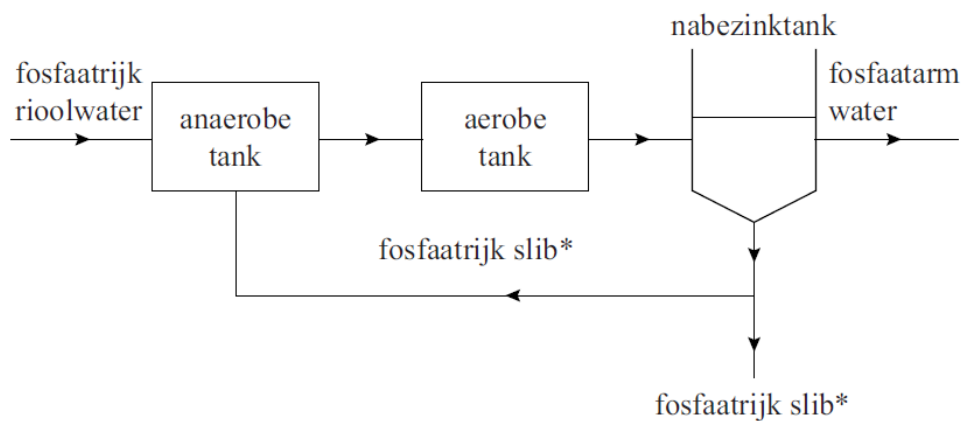 nabezinktank
fosfaatrijk
rioolwater
anaerobe
tank
aerobe
tank
fosfaatarm
water
fosfaatrijk slib*
fosfaatrijk slib*